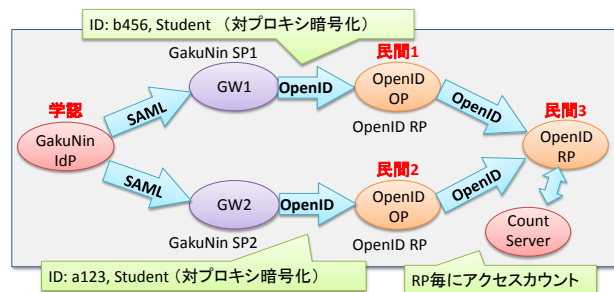 ID: b456, Student （対プロキシ暗号化）
GakuNin SP1
民間1
GW1
OpenID
OpenID
OP
OpenID
学認
SAML
民間3
GakuNin
IdP
OpenID RP
OpenID
RP
SAML
民間2
OpenID
GW2
OpenID
OpenID
OP
GakuNin SP2
OpenID RP
Count
Server
ID: a123, Student （対プロキシ暗号化）
RP毎にアクセスカウント